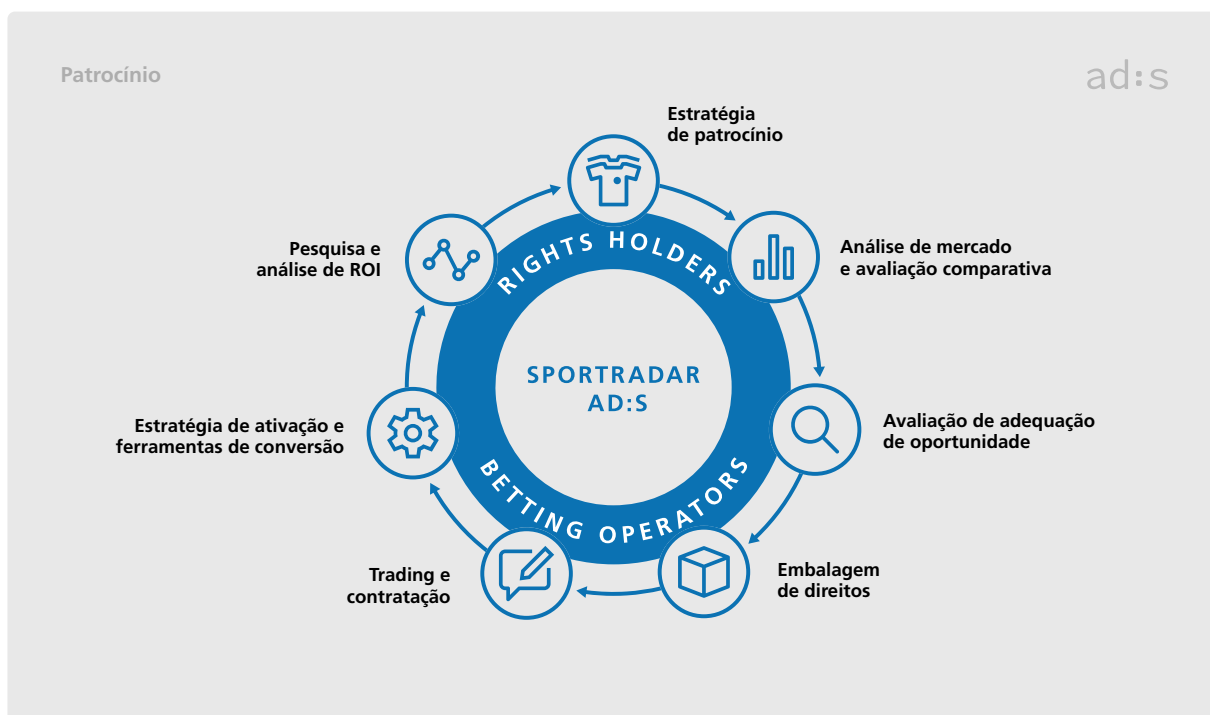 Patrocínio
ad:s
Estratégia
de patrocínio
Análise de mercado
e avaliação comparativa
Avaliação de adequação
de oportunidade
Embalagem
de direitos
Trading e
contratação
Estratégia de ativação e
ferramentas de conversão
Pesquisa e
análise de ROI
RIGHTS HOLDERS
SPORTRADAR
AD:S
BETTING OPERATORS